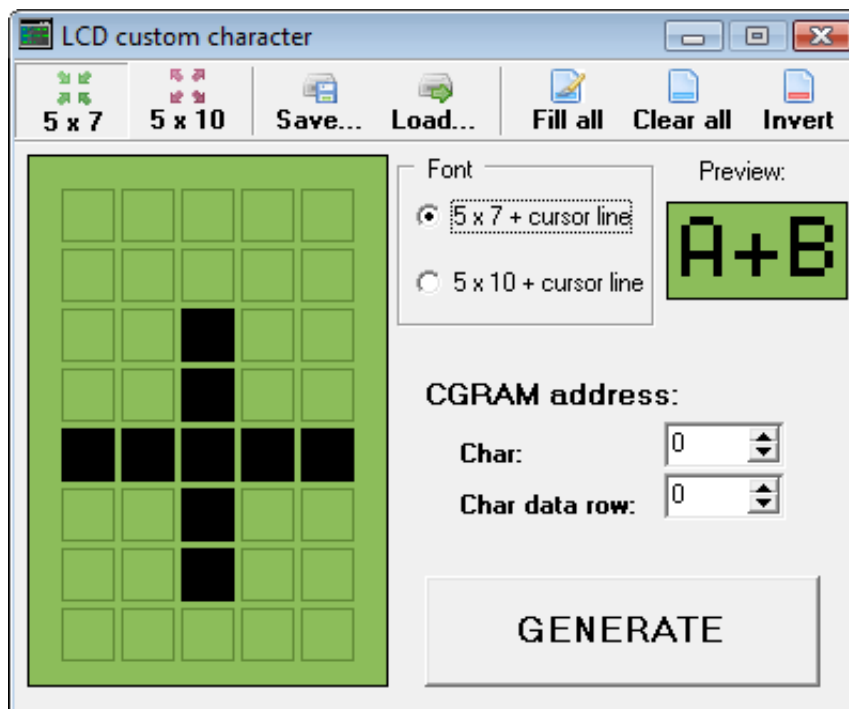 LCD custom character
5 x 7 5 x 10 Save... Load... Fill all Clear all Invert
Font
5 x 7 + cursor line
5 x 10 + cursor line
Preview:
A+B
CGRAM address:
Char: 0
Char data row: 0
GENERATE